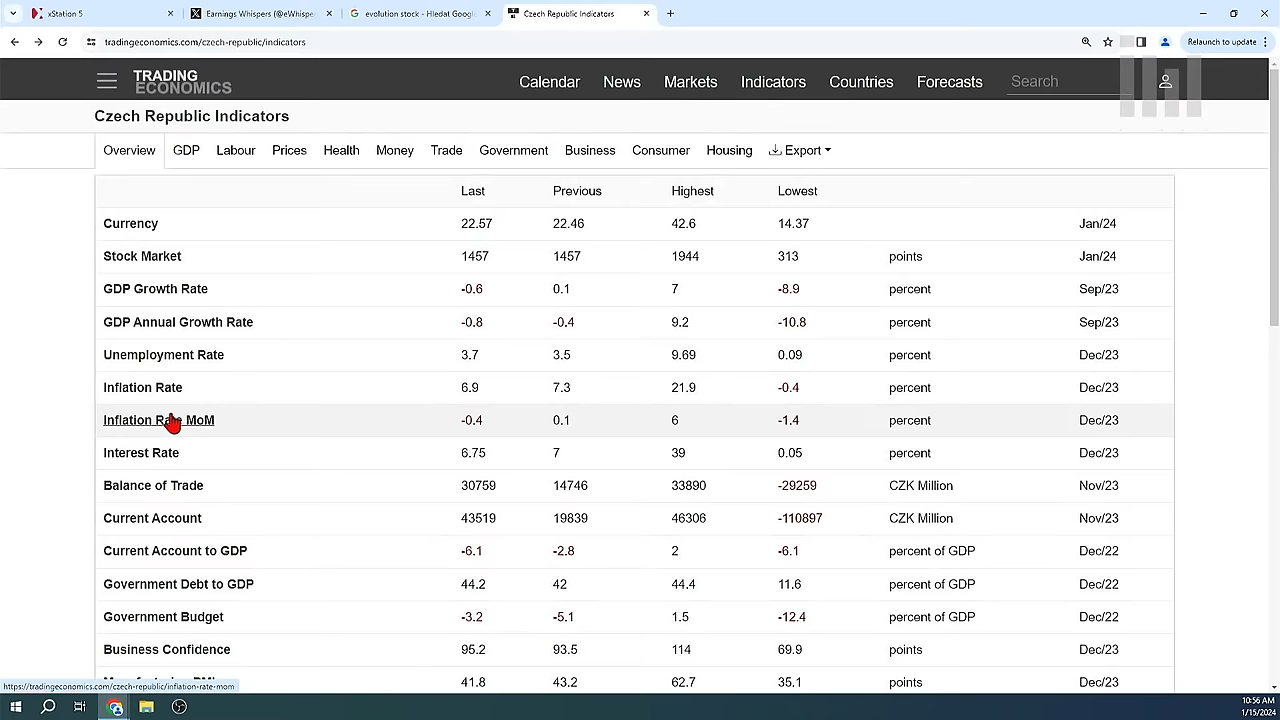 xStation 5
Earnings Whispers (@eWhisper
evolution stock - Hledat Googl
Czech Republic Indicators
tradingeconomics.com/czech-republic/indicators
Relaunch to update
TRADING ECONOMICS
Calendar News Markets Indicators Countries Forecasts Search
Czech Republic Indicators
Overview GDP Labour Prices Health Money Trade Government Business Consumer Housing Export
Last Previous Highest Lowest
Currency 22.57 22.46 42.6 14.37 Jan/24
Stock Market 1457 1457 1944 313 points Jan/24
GDP Growth Rate -0.6 0.1 7 -8.9 percent Sep/23
GDP Annual Growth Rate -0.8 -0.4 9.2 -10.8 percent Sep/23
Unemployment Rate 3.7 3.5 9.69 0.09 percent Dec/23
Inflation Rate 6.9 7.3 21.9 -0.4 percent Dec/23
Inflation Rate MoM -0.4 0.1 6 -1.4 percent Dec/23
Interest Rate 6.75 7 39 0.05 percent Dec/23
Balance of Trade 30759 14746 33890 -29259 CZK Million Nov/23
Current Account 43519 19839 46306 -110897 CZK Million Nov/23
Current Account to GDP -6.1 -2.8 2 -6.1 percent of GDP Dec/22
Government Debt to GDP 44.2 42 44.4 11.6 percent of GDP Dec/22
Government Budget -3.2 -5.1 1.5 -12.4 percent of GDP Dec/22
Business Confidence 95.2 93.5 114 69.9 points Dec/23
41.8 43.2 62.7 35.1 points Dec/23
https://tradingeconomics.com/czech-republic/inflation-rate-mom
10:56 AM
1/15/2024